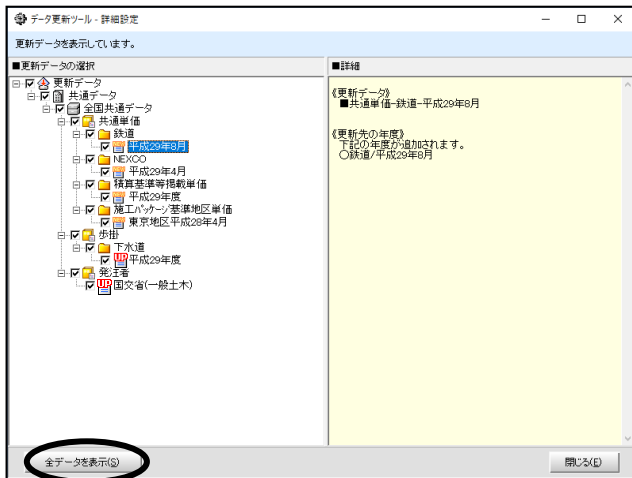 データ更新ツール - 詳細設定
更新データを表示しています。
■更新データの選択
更新データ
共通データ
全国共通データ
共通単価
鉄道
平成29年8月
NEXCO
平成29年4月
積算基準等掲載単価
平成29年度
施工パッケージ基準地区単価
東京地区平成28年4月
歩掛
下水道
UP 平成29年度
発注者
UP 国交省(一般土木)
■詳細
《更新データ》
■共通単価-鉄道-平成29年8月
《更新先の年度》
下記の年度が追加されます。
○鉄道/平成29年8月
全データを表示(S)
閉じる(E)